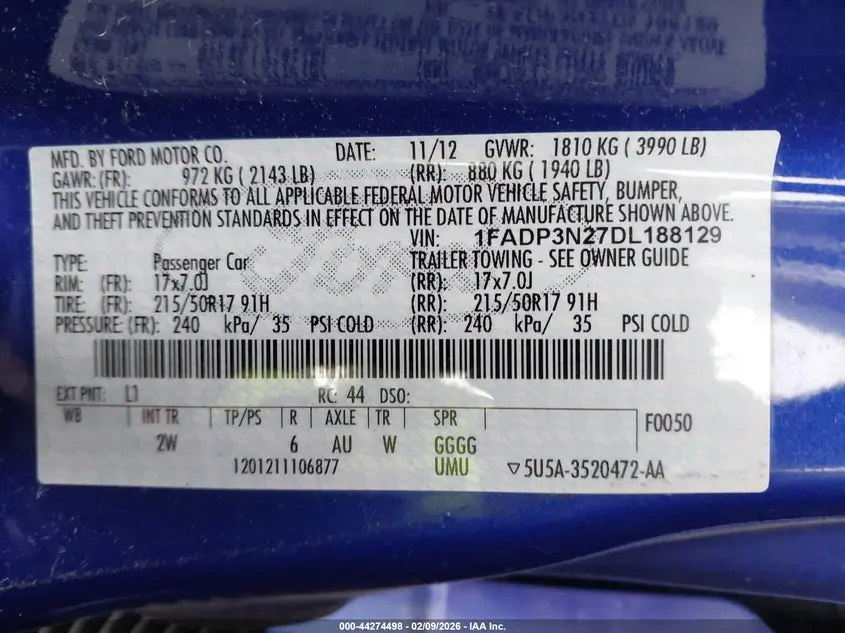 MFD. BY FORD MOTOR CO. DATE: 11/12 GVWR: 1810 KG ( 3990 LB)
GAWR: (FR): 972 KG ( 2143 LB) (RR): 880 KG ( 1940 LB)
THIS VEHICLE CONFORMS TO ALL APPLICABLE FEDERAL MOTOR VEHICLE SAFETY, BUMPER,
AND THEFT PREVENTION STANDARDS IN EFFECT ON THE DATE OF MANUFACTURE SHOWN ABOVE.
VIN: 1FADP3N27DL188129
TYPE: Passenger Car TRAILER TOWING - SEE OWNER GUIDE
RIM: (FR): 17x7.0J (RR): 17x7.0J
TIRE: (FR): 215/50R17 91H (RR): 215/50R17 91H
PRESSURE: (FR): 240 kPa/ 35 PSI COLD (RR): 240 kPa/ 35 PSI COLD
EXT PNT: L1 RC: 44 DSO:
WB INT TR TP/PS R AXLE TR SPR F0050
2W 6 AU W GGGG
1201211106877 UMU ▽5U5A-3520472-AA
000-44274498 - 02/09/2026 - IAA Inc.